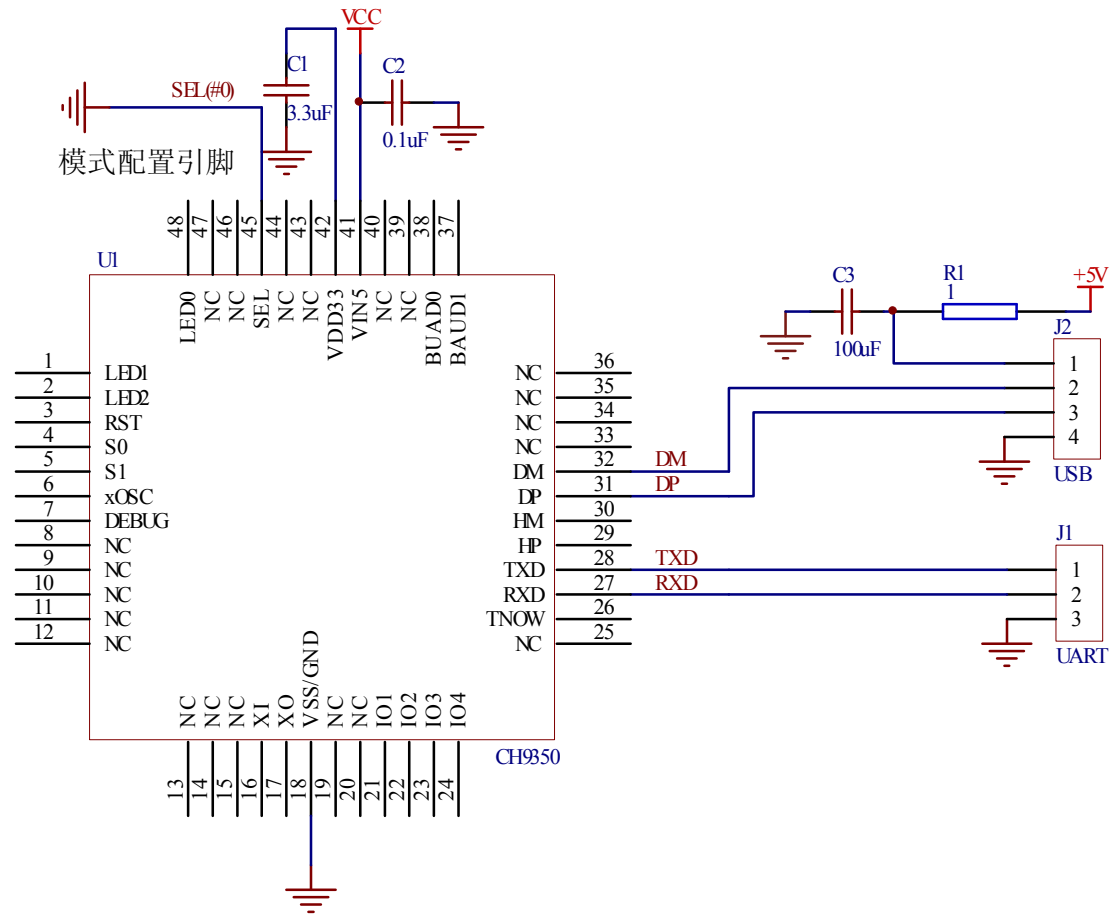 VCC
C1
C2
SEL(#0)
3.3uF
0.1uF
模式配置引脚
48 47 46 45 44 43 42 41 40 39 38 37
U1
LED0 NC NC SEL NC NC VDD33 VIN5 NC NC BUAD0 BAUD1
C3
R1
1
+5V
100uF
J2
1
2
3
4
USB
1 LED1
2 LED2
3 RST
4 S0
5 S1
6 xOSC
7 DEBUG
8 NC
9 NC
10 NC
11 NC
12 NC
NC 36
NC 35
NC 34
NC 33
DM 32 DM
DP 31 DP
HM 30
HP 29
TXD 28 TXD
RXD 27 RXD
TNOW 26
NC 25
J1
1
2
3
UART
NC NC NC XI XO VSS/GND NC NC IO1 IO2 IO3 IO4
CH9350
13 14 15 16 17 18 19 20 21 22 23 24